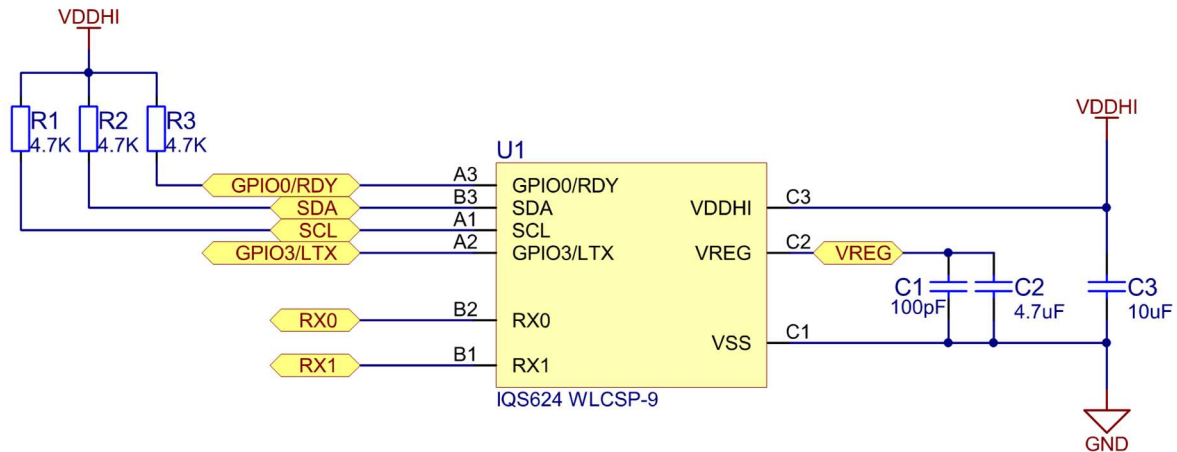 VDDHI
R1
4.7K
R2
4.7K
R3
4.7K
GPIO0/RDY
SDA
SCL
GPIO3/LTX
RX0
RX1
A3
B3
A1
A2
B2
B1
U1
GPIO0/RDY
SDA
SCL
GPIO3/LTX
RX0
RX1
VDDHI
VREG
VSS
IQS624 WLCSP-9
C3
C2
C1
VREG
C1
100pF
C2
4.7uF
VDDHI
C3
10uF
GND